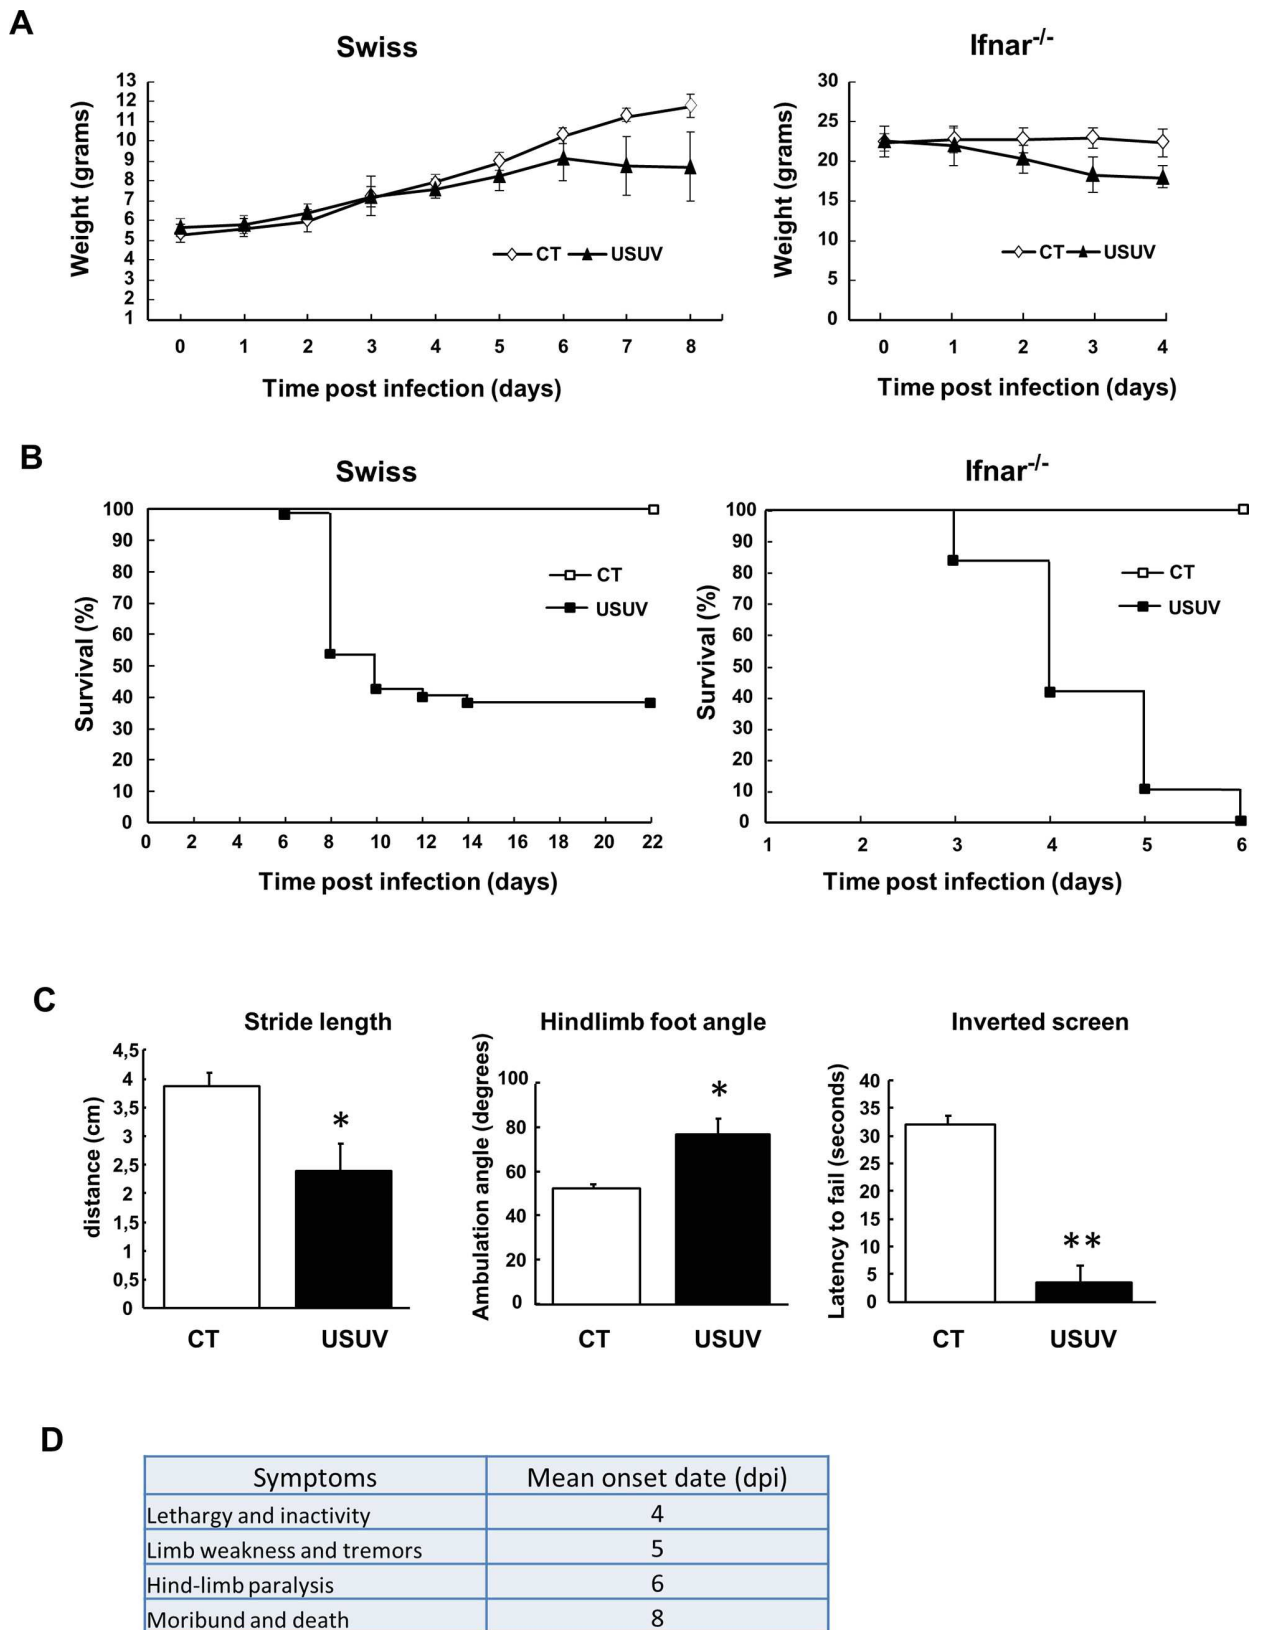 A
Swiss
Ifnar-/-
Weight (grams)
13
12
11
10
9
8
7
6
5
4
3
2
1
CT
USUV
0 1 2 3 4 5 6 7 8
Time post infection (days)
Weight (grams)
30
25
20
15
10
5
0
CT
USUV
0 1 2 3 4
Time post infection (days)
B
Swiss
Ifnar-/-
Survival (%)
100
90
80
70
60
50
40
30
20
10
0
CT
USUV
0 2 4 6 8 10 12 14 16 18 20 22
Time post infection (days)
Survival (%)
100
90
80
70
60
50
40
30
20
10
0
CT
USUV
1 2 3 4 5 6
Time post infection (days)
C
Stride length
distance (cm)
4,5
4
3,5
3
2,5
2
1,5
1
0,5
0
*
CT USUV
Hindlimb foot angle
Ambulation angle (degrees)
100
80
60
40
20
0
*
CT USUV
Inverted screen
Latency to fail (seconds)
40
35
30
25
20
15
10
5
0
**
CT USUV
D
Symptoms Mean onset date (dpi)
Lethargy and inactivity 4
Limb weakness and tremors 5
Hind-limb paralysis 6
Moribund and death 8